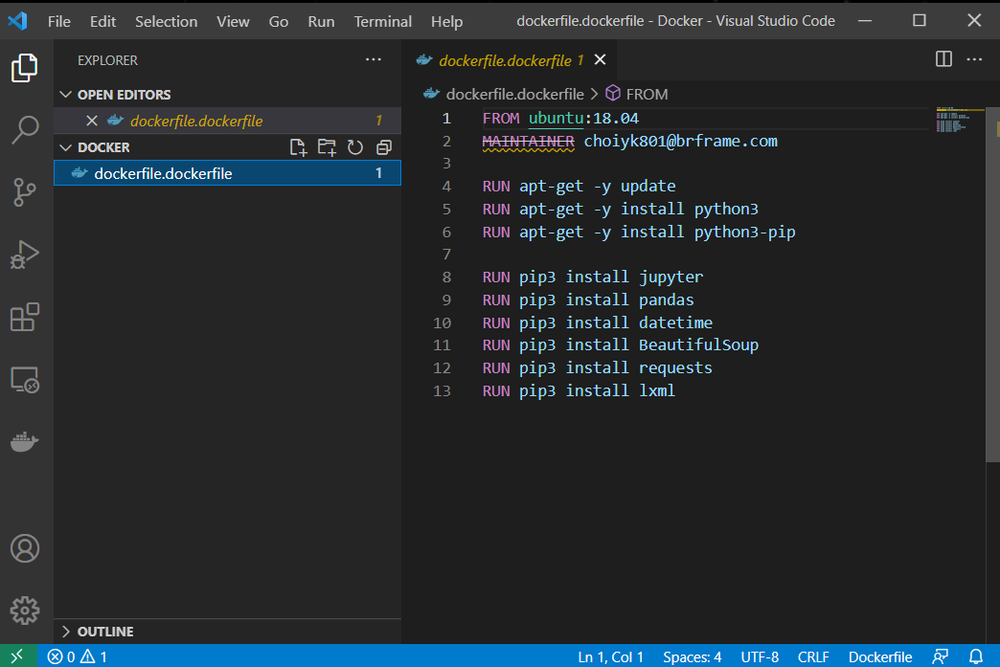 File Edit Selection View Go Run Terminal Help dockerfile.dockerfile - Docker - Visual Studio Code
EXPLORER
OPEN EDITORS
dockerfile.dockerfile 1
DOCKER
dockerfile.dockerfile 1
OUTLINE
dockerfile.dockerfile 1
dockerfile.dockerfile > FROM
1 FROM ubuntu:18.04
2 MAINTAINER choiyk801@brframe.com
3
4 RUN apt-get -y update
5 RUN apt-get -y install python3
6 RUN apt-get -y install python3-pip
7
8 RUN pip3 install jupyter
9 RUN pip3 install pandas
10 RUN pip3 install datetime
11 RUN pip3 install BeautifulSoup
12 RUN pip3 install requests
13 RUN pip3 install lxml
0 1 Ln 1, Col 1 Spaces: 4 UTF-8 CRLF Dockerfile